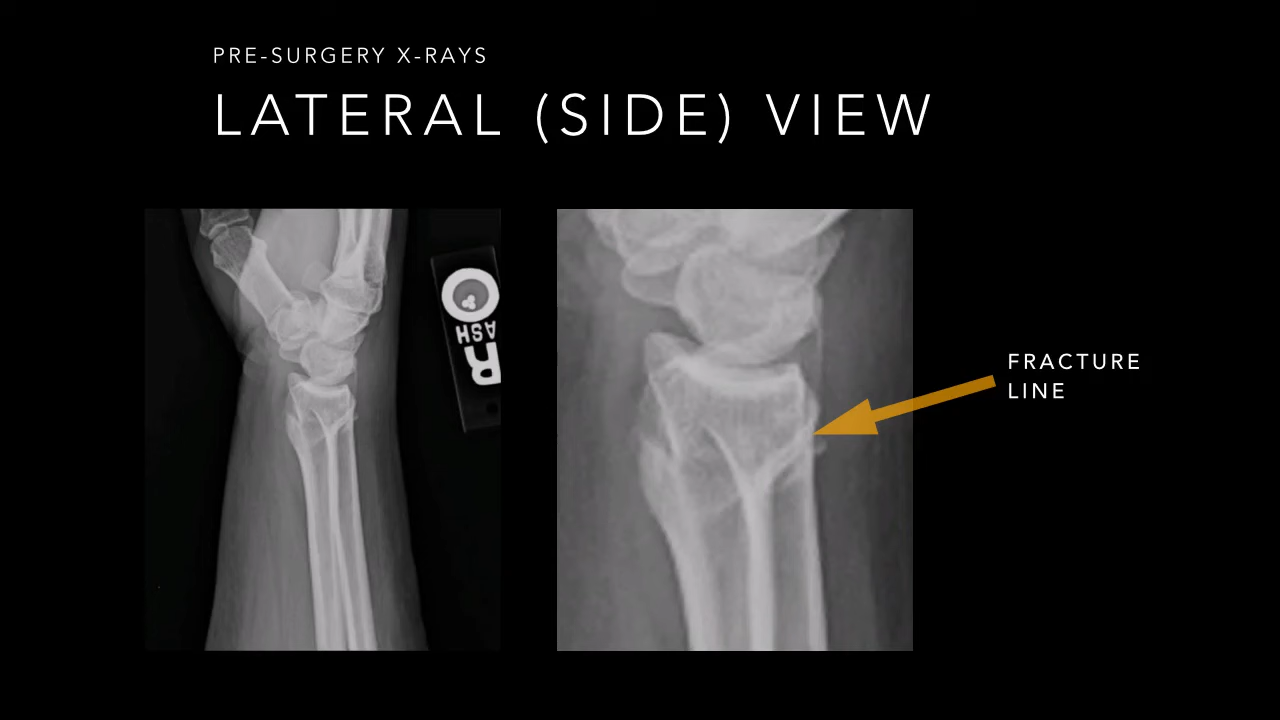 PRE-SURGERY X-RAYS
LATERAL (SIDE) VIEW
FRACTURE
LINE
ASH
R